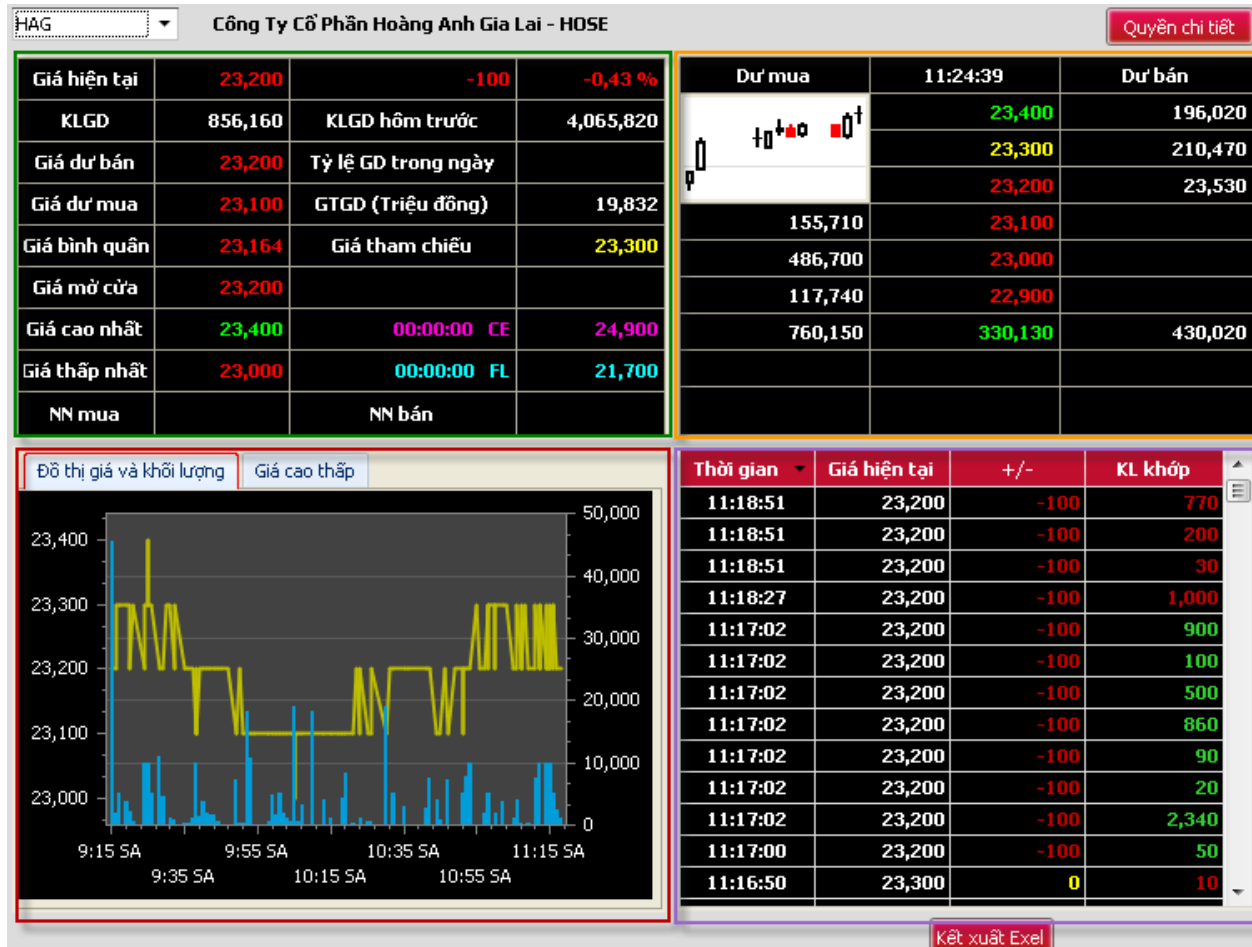 HAG Công Ty Cổ Phần Hoàng Anh Gia Lai - HOSE Quyền chi tiết
Giá hiện tại 23,200 -100 -0,43 %
KLGD 856,160 KLGD hôm trước 4,065,820
Giá dư bán 23,200 Tỷ lệ GD trong ngày
Giá dư mua 23,100 GTGD (Triệu đồng) 19,832
Giá bình quân 23,164 Giá tham chiếu 23,300
Giá mở cửa 23,200
Giá cao nhất 23,400 00:00:00 CE 24,900
Giá thấp nhất 23,000 00:00:00 FL 21,700
NN mua NN bán
Dư mua 11:24:39 Dư bán
23,400 196,020
23,300 210,470
23,200 23,530
155,710 23,100
486,700 23,000
117,740 22,900
760,150 330,130 430,020
Đồ thị giá và khối lượng Giá cao thấp
50,000
23,400
40,000
23,300
30,000
23,200
20,000
23,100
10,000
23,000
0
9:15 SA 9:55 SA 10:35 SA 11:15 SA
9:35 SA 10:15 SA 10:55 SA
Thời gian Giá hiện tại +/- KL khớp
11:18:51 23,200 -100 770
11:18:51 23,200 -100 200
11:18:51 23,200 -100 30
11:18:27 23,200 -100 1,000
11:17:02 23,200 -100 900
11:17:02 23,200 -100 100
11:17:02 23,200 -100 500
11:17:02 23,200 -100 860
11:17:02 23,200 -100 90
11:17:02 23,200 -100 20
11:17:02 23,200 -100 2,340
11:17:00 23,200 -100 50
11:16:50 23,300 0 10
Kết xuất Exel